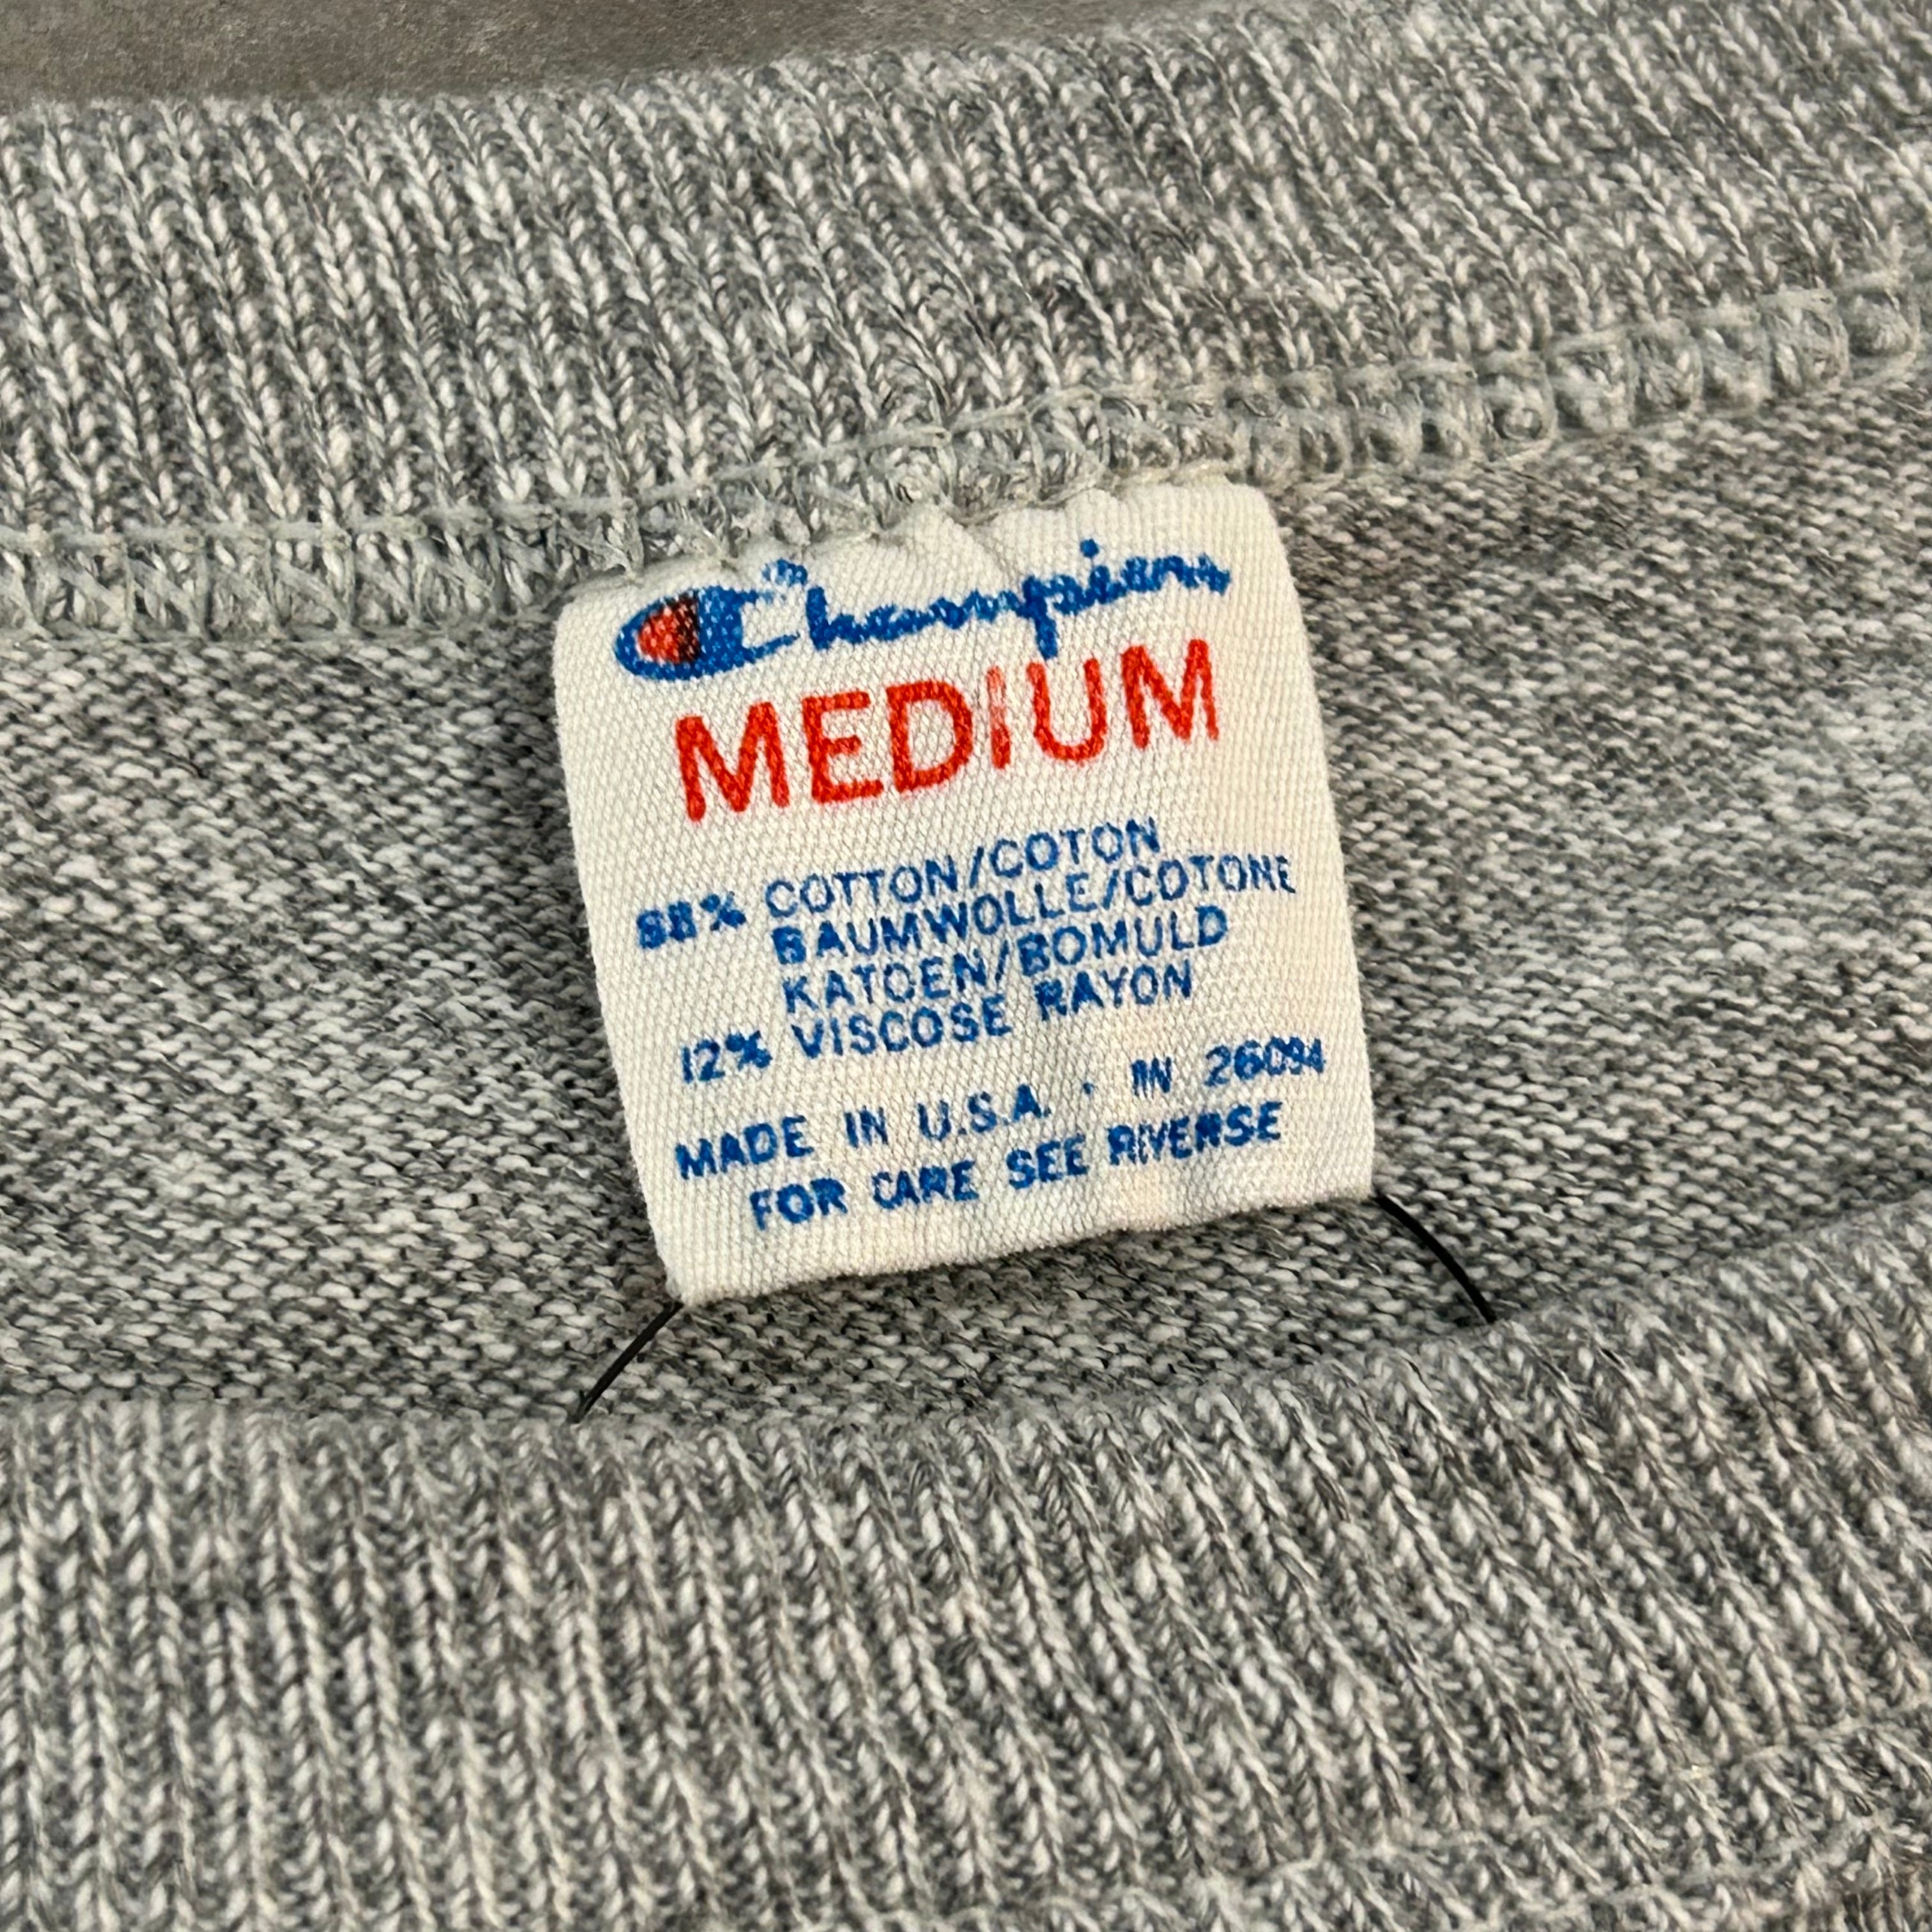 Champion
MEDIUM
88% COTTON/COTON
BAUMWOLLE/COTONE
KATOEN/BOMULD
12% VISCOSE RAYON
MADE IN U.S.A. · RN 26094
FOR CARE SEE REVERSE